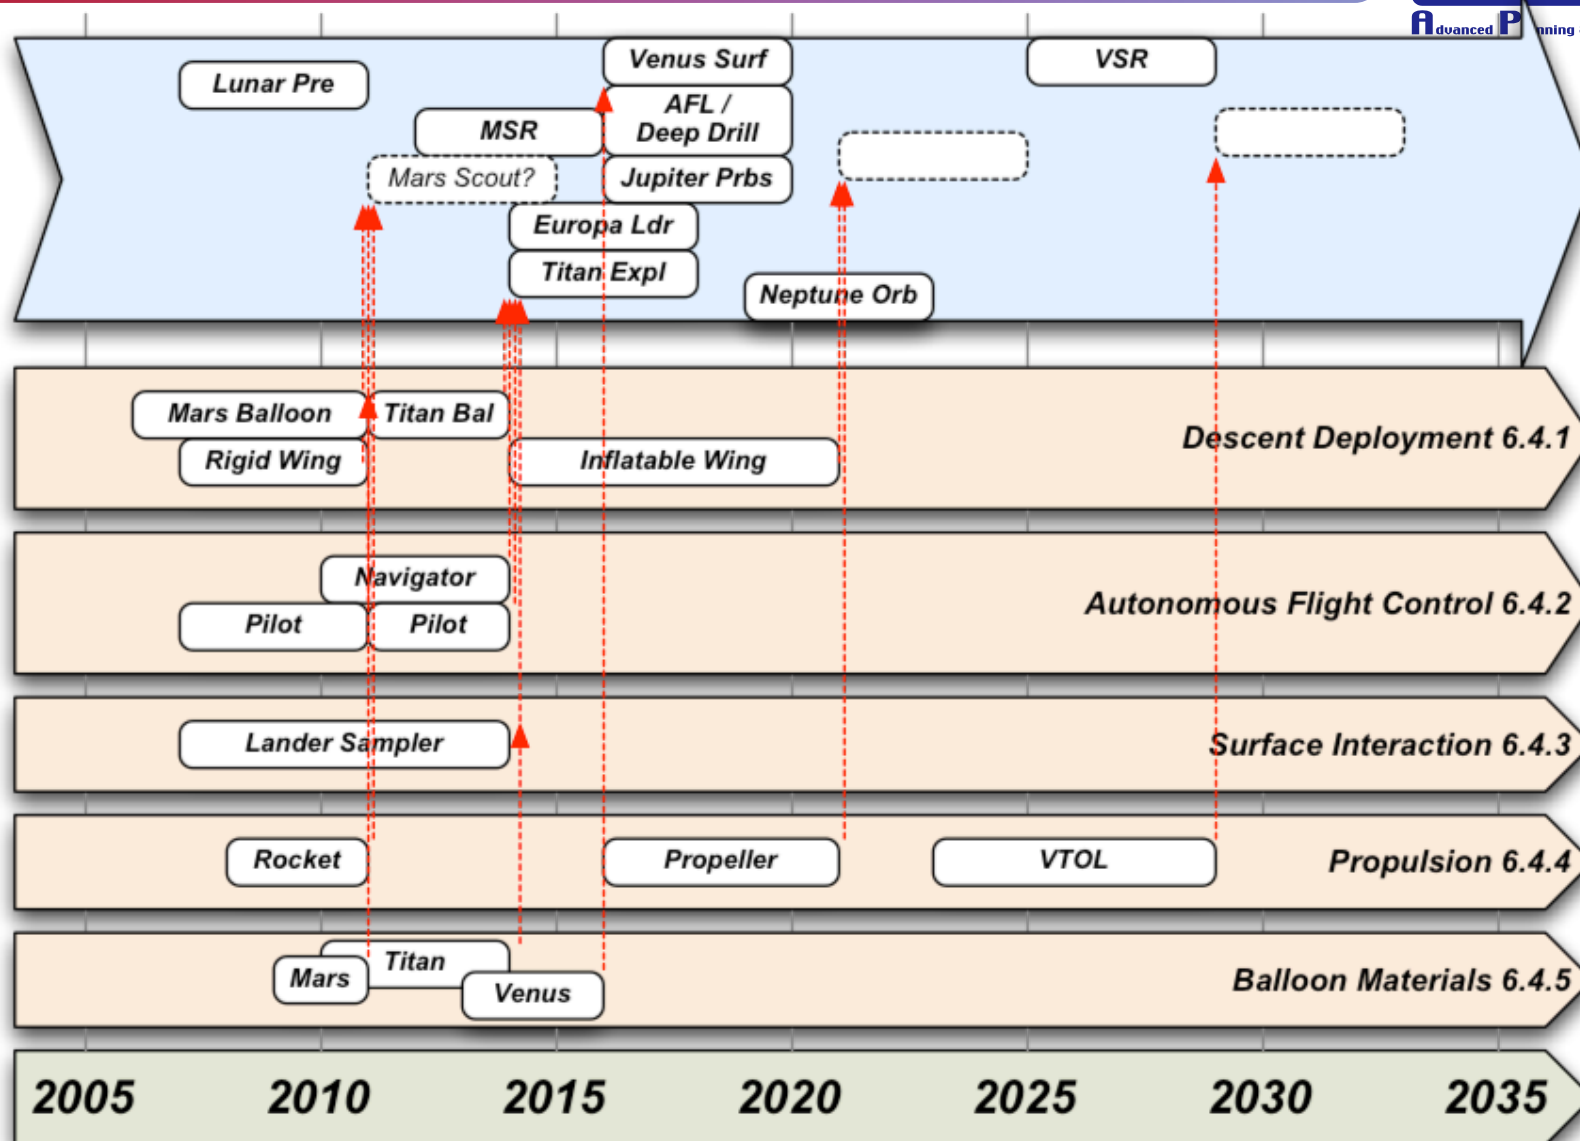 Advanced Planning
Venus Surf
VSR
Lunar Pre
AFL /
Deep Drill
MSR
Mars Scout?
Jupiter Prbs
Europa Ldr
Titan Expl
Neptune Orb
Mars Balloon
Titan Bal
Rigid Wing
Inflatable Wing
Descent Deployment 6.4.1
Navigator
Pilot
Pilot
Autonomous Flight Control 6.4.2
Lander Sampler
Surface Interaction 6.4.3
Rocket
Propeller
VTOL
Propulsion 6.4.4
Titan
Mars
Venus
Balloon Materials 6.4.5
2005 2010 2015 2020 2025 2030 2035